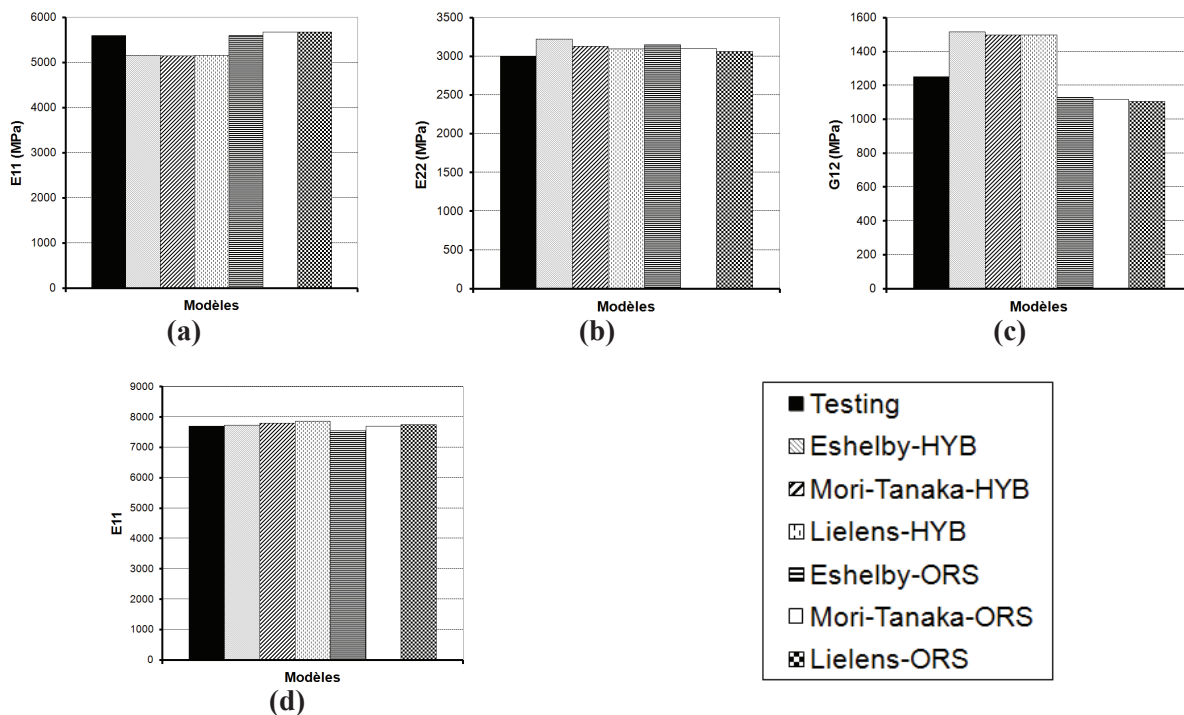 6000
5000
4000
3000
2000
1000
0
E11 (MPa)
Modèles
(a)
3500
3000
2500
2000
1500
1000
500
0
E22 (MPa)
Modèles
(b)
1600
1400
1200
1000
800
600
400
200
0
G12 (MPa)
Modèles
(c)
9000
8000
7000
6000
5000
4000
3000
2000
1000
0
E11
Modèles
(d)
Testing
Eshelby-HYB
Mori-Tanaka-HYB
Lielens-HYB
Eshelby-ORS
Mori-Tanaka-ORS
Lielens-ORS